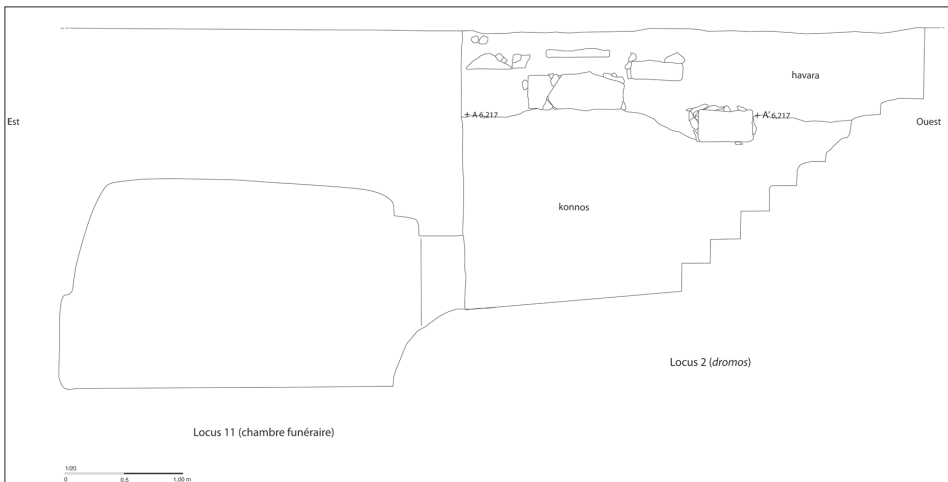 havara
+ A 6,217
+ A' 6,217
Est
Ouest
konnos
Locus 2 (dromos)
Locus 11 (chambre funéraire)
1/20
0 0,5 1,00 m